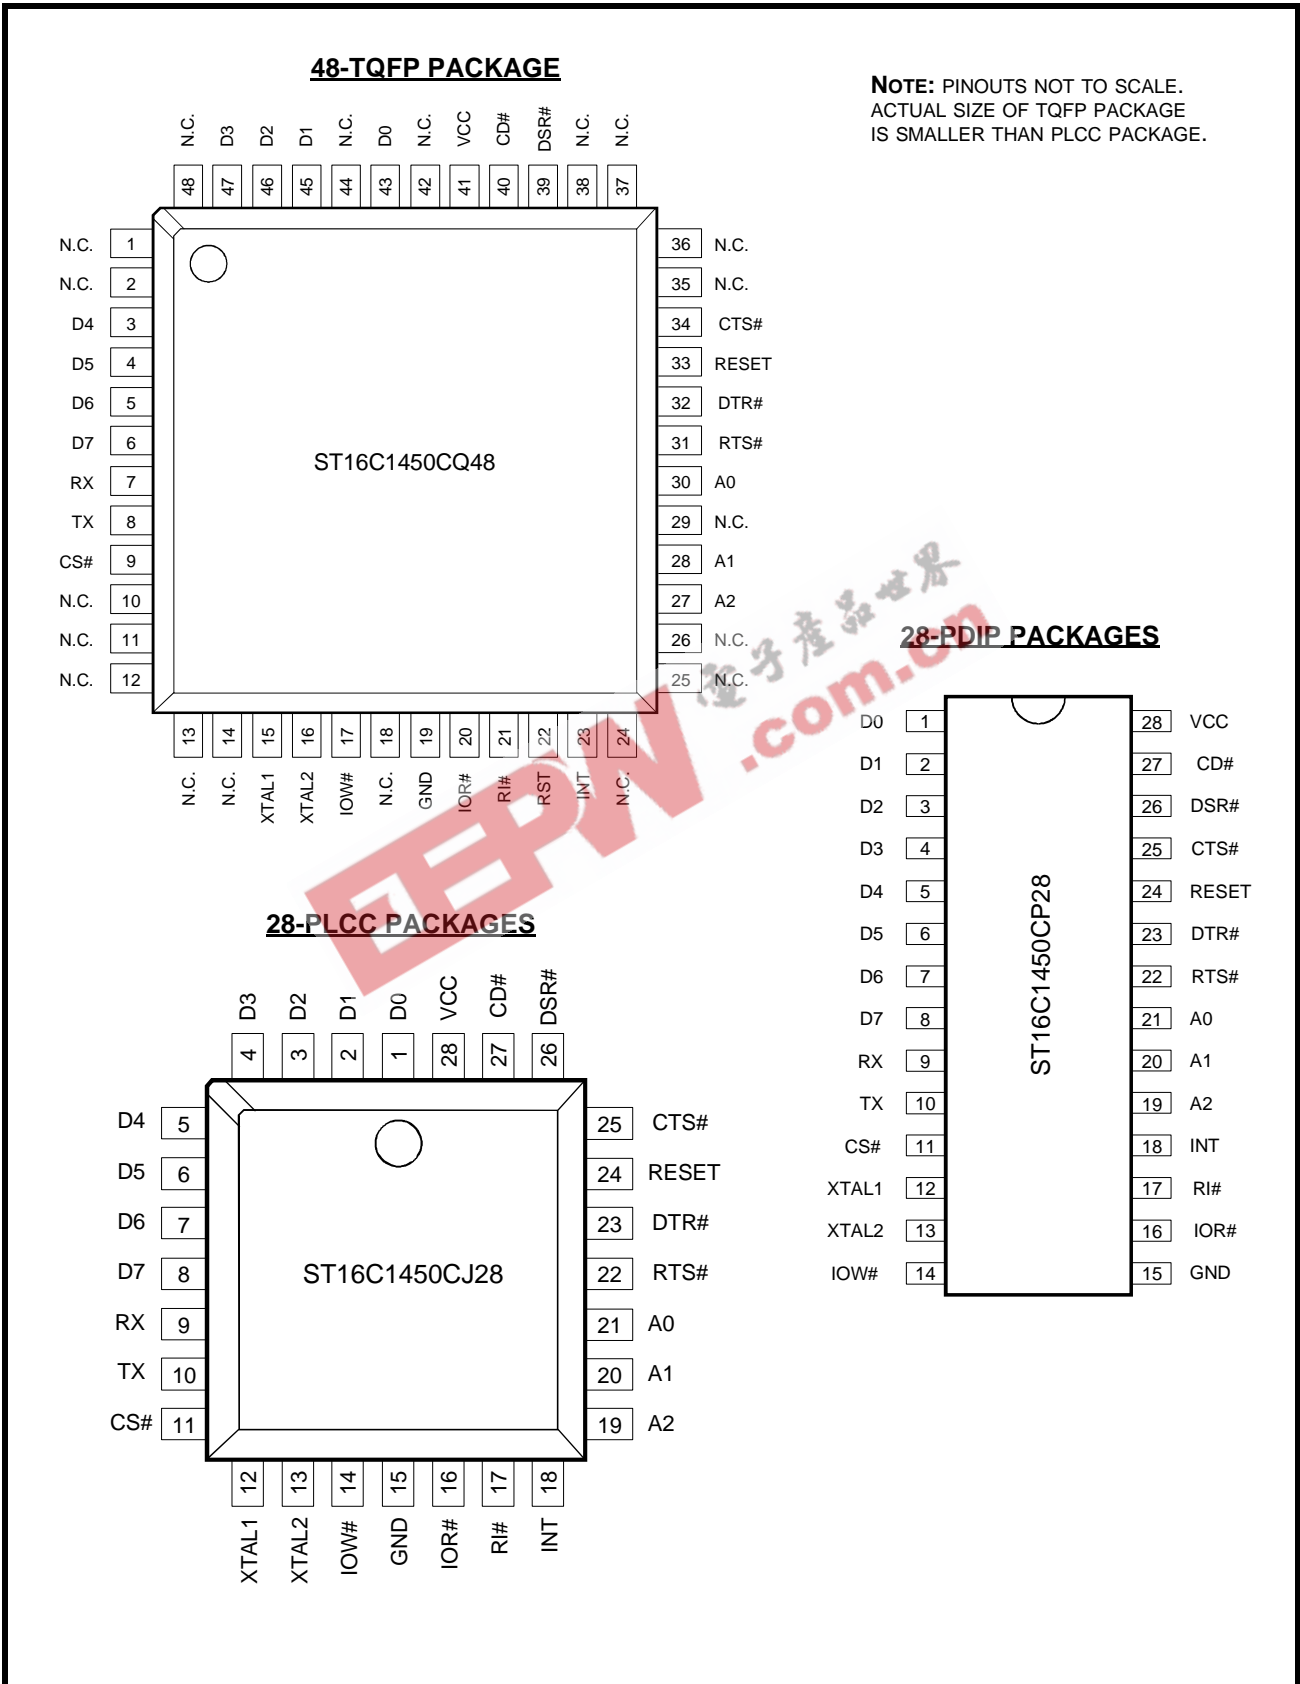 48-TQFP PACKAGE
NOTE: PINOUTS NOT TO SCALE.
ACTUAL SIZE OF TQFP PACKAGE
IS SMALLER THAN PLCC PACKAGE.
N.C. D3 D2 D1 N.C. D0 N.C. VCC CD# DSR# N.C. N.C.
48 47 46 45 44 43 42 41 40 39 38 37
N.C. 1 36 N.C.
N.C. 2 35 N.C.
D4 3 34 CTS#
D5 4 33 RESET
D6 5 32 DTR#
D7 6 31 RTS#
ST16C1450CQ48
RX 7 30 A0
TX 8 29 N.C.
CS# 9 28 A1
N.C. 10 27 A2
N.C. 11 26 N.C.
N.C. 12 25 N.C.
13 14 15 16 17 18 19 20 21 22 23 24
N.C. N.C. XTAL1 XTAL2 IOW# N.C. GND IOR# RI# RST INT N.C.
EEPW .com.cn
電子產品世界
28-PDIP PACKAGES
D0 1 28 VCC
D1 2 27 CD#
D2 3 26 DSR#
D3 4 25 CTS#
D4 5 24 RESET
D5 6 23 DTR#
D6 7 22 RTS#
D7 8 21 A0
RX 9 20 A1
TX 10 19 A2
CS# 11 18 INT
XTAL1 12 17 RI#
XTAL2 13 16 IOR#
IOW# 14 15 GND
ST16C1450CP28
28-PLCC PACKAGES
D3 D2 D1 D0 VCC CD# DSR#
4 3 2 1 28 27 26
D4 5 25 CTS#
D5 6 24 RESET
D6 7 23 DTR#
D7 8 22 RTS#
ST16C1450CJ28
RX 9 21 A0
TX 10 20 A1
CS# 11 19 A2
12 13 14 15 16 17 18
XTAL1 XTAL2 IOW# GND IOR# RI# INT